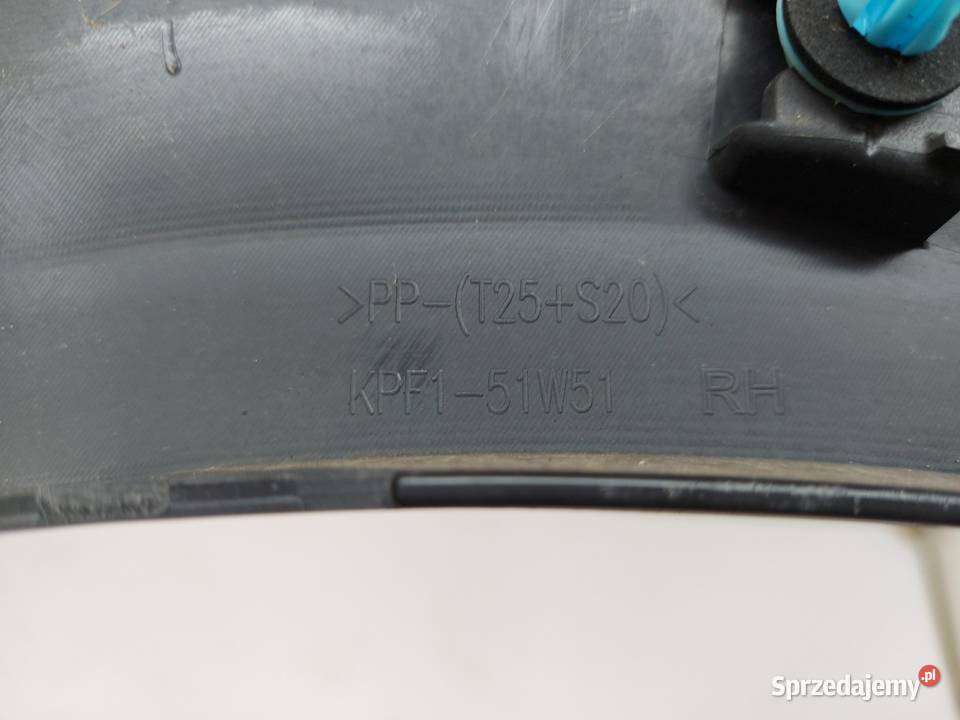 >PP-(T25+S20)<
KPF1-51W51 RH
Sprzedajemy.pl